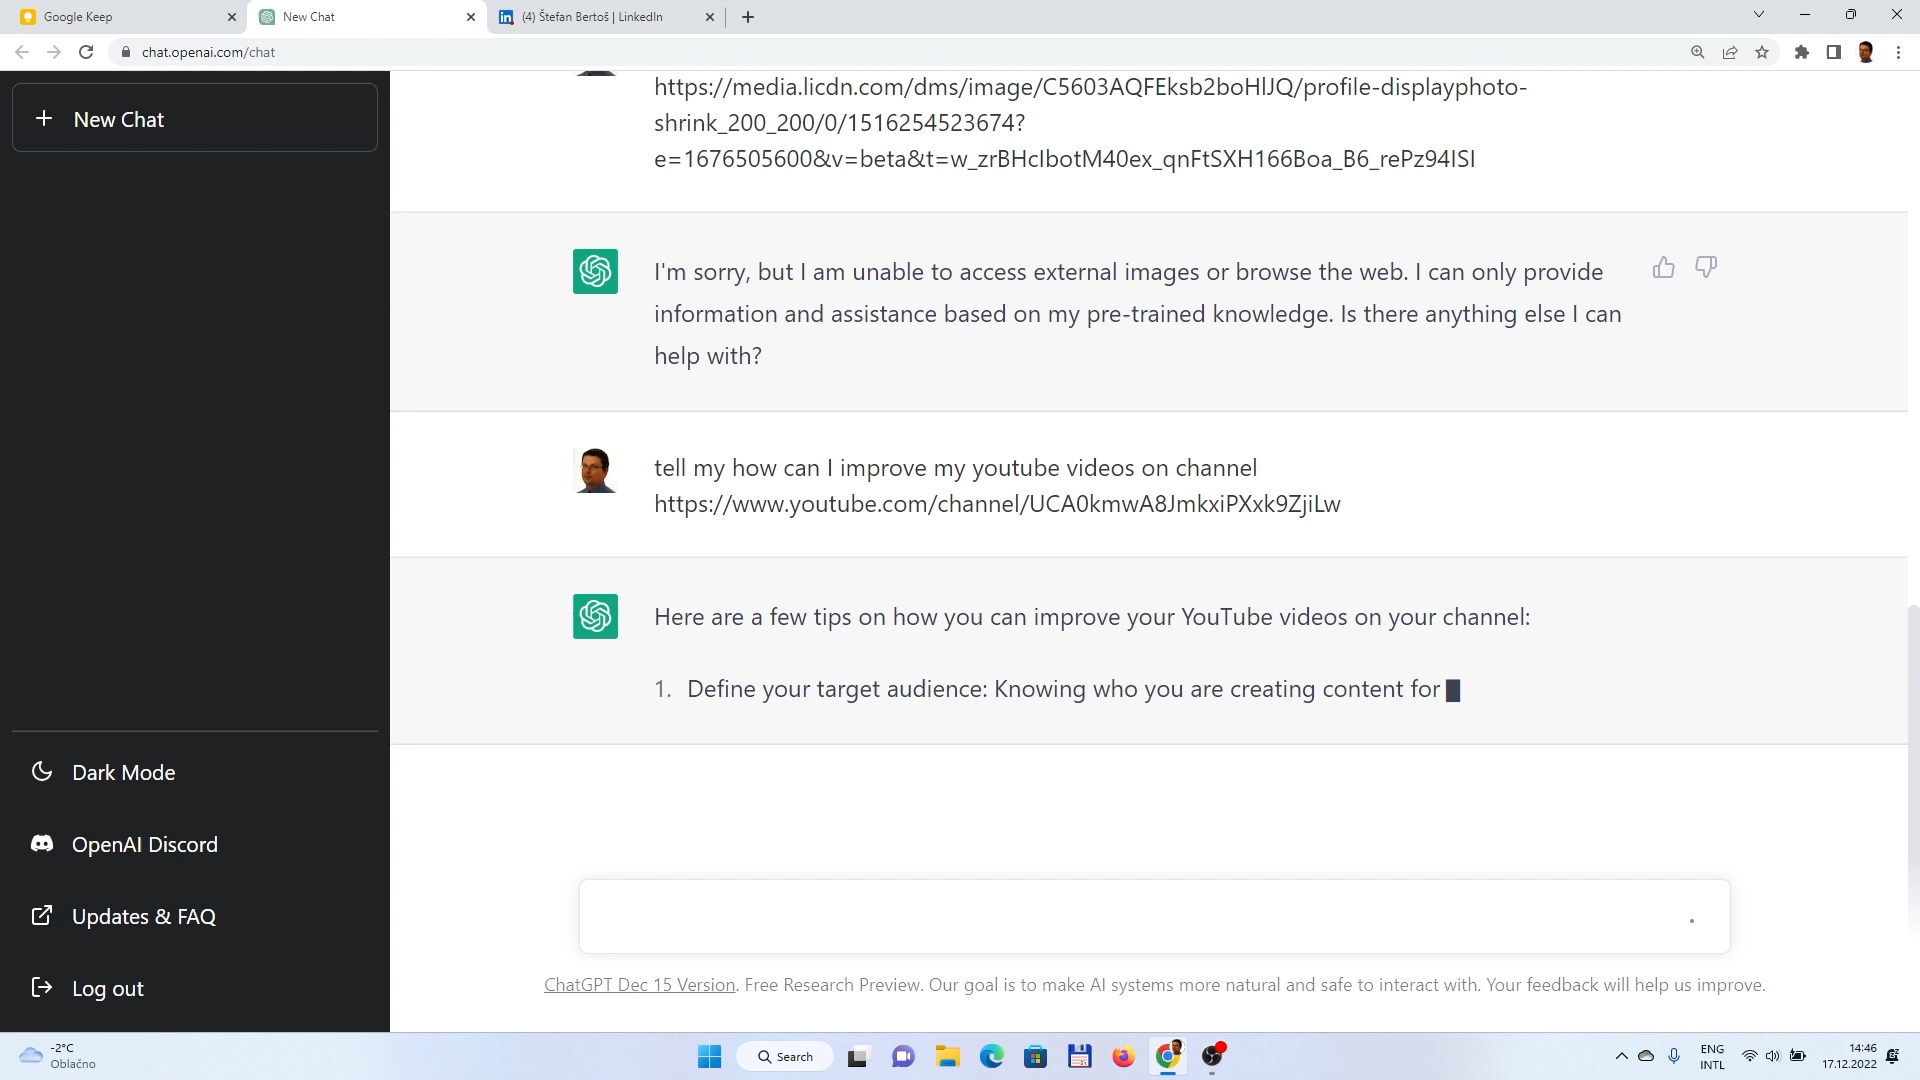 Google Keep
New Chat
(4) Štefan Bertoš | LinkedIn
chat.openai.com/chat
New Chat
https://media.licdn.com/dms/image/C5603AQFEksb2boHlJQ/profile-displayphoto-
shrink_200_200/0/1516254523674?
e=1676505600&v=beta&t=w_zrBHcIbotM40ex_qnFtSXH166Boa_B6_rePz94ISI
I'm sorry, but I am unable to access external images or browse the web. I can only provide
information and assistance based on my pre-trained knowledge. Is there anything else I can
help with?
tell my how can I improve my youtube videos on channel
https://www.youtube.com/channel/UCA0kmwA8JmkxiPXxk9ZjiLw
Here are a few tips on how you can improve your YouTube videos on your channel:
1. Define your target audience: Knowing who you are creating content for
Dark Mode
OpenAI Discord
Updates & FAQ
Log out
ChatGPT Dec 15 Version. Free Research Preview. Our goal is to make AI systems more natural and safe to interact with. Your feedback will help us improve.
-2°C
Oblačno
Search
ENG
INTL
14:46
17.12.2022